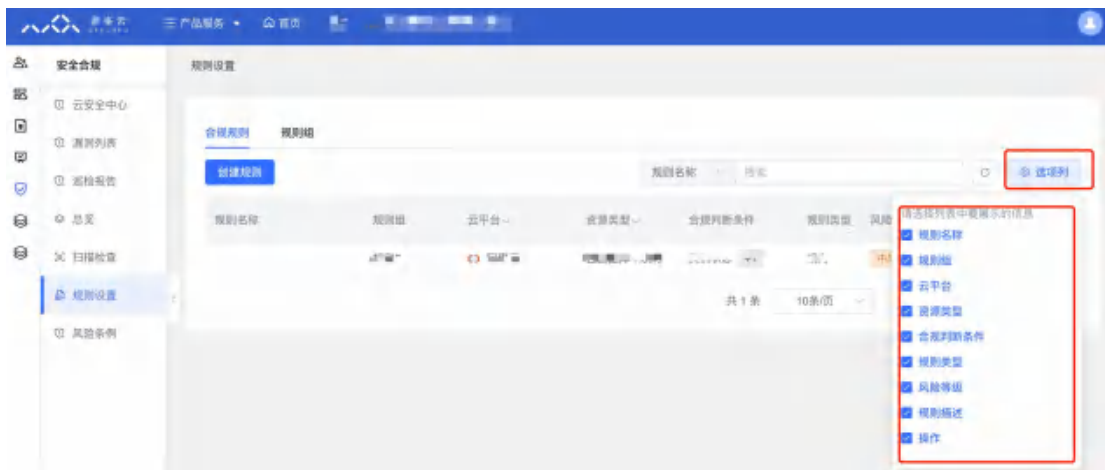 产品服务
首页
安全合规
云安全中心
漏洞列表
巡检报告
总览
扫描检查
规则设置
风险条例
规则设置
合规规则 规则组
创建规则
规则名称 搜索
选项列
规则名称 规则组 云平台 资源类型 合规判断条件 规则类型 风险
共 1 条 10条/页
请选择列表中要展示的信息
规则名称
规则组
云平台
资源类型
合规判断条件
规则类型
风险等级
规则描述
操作